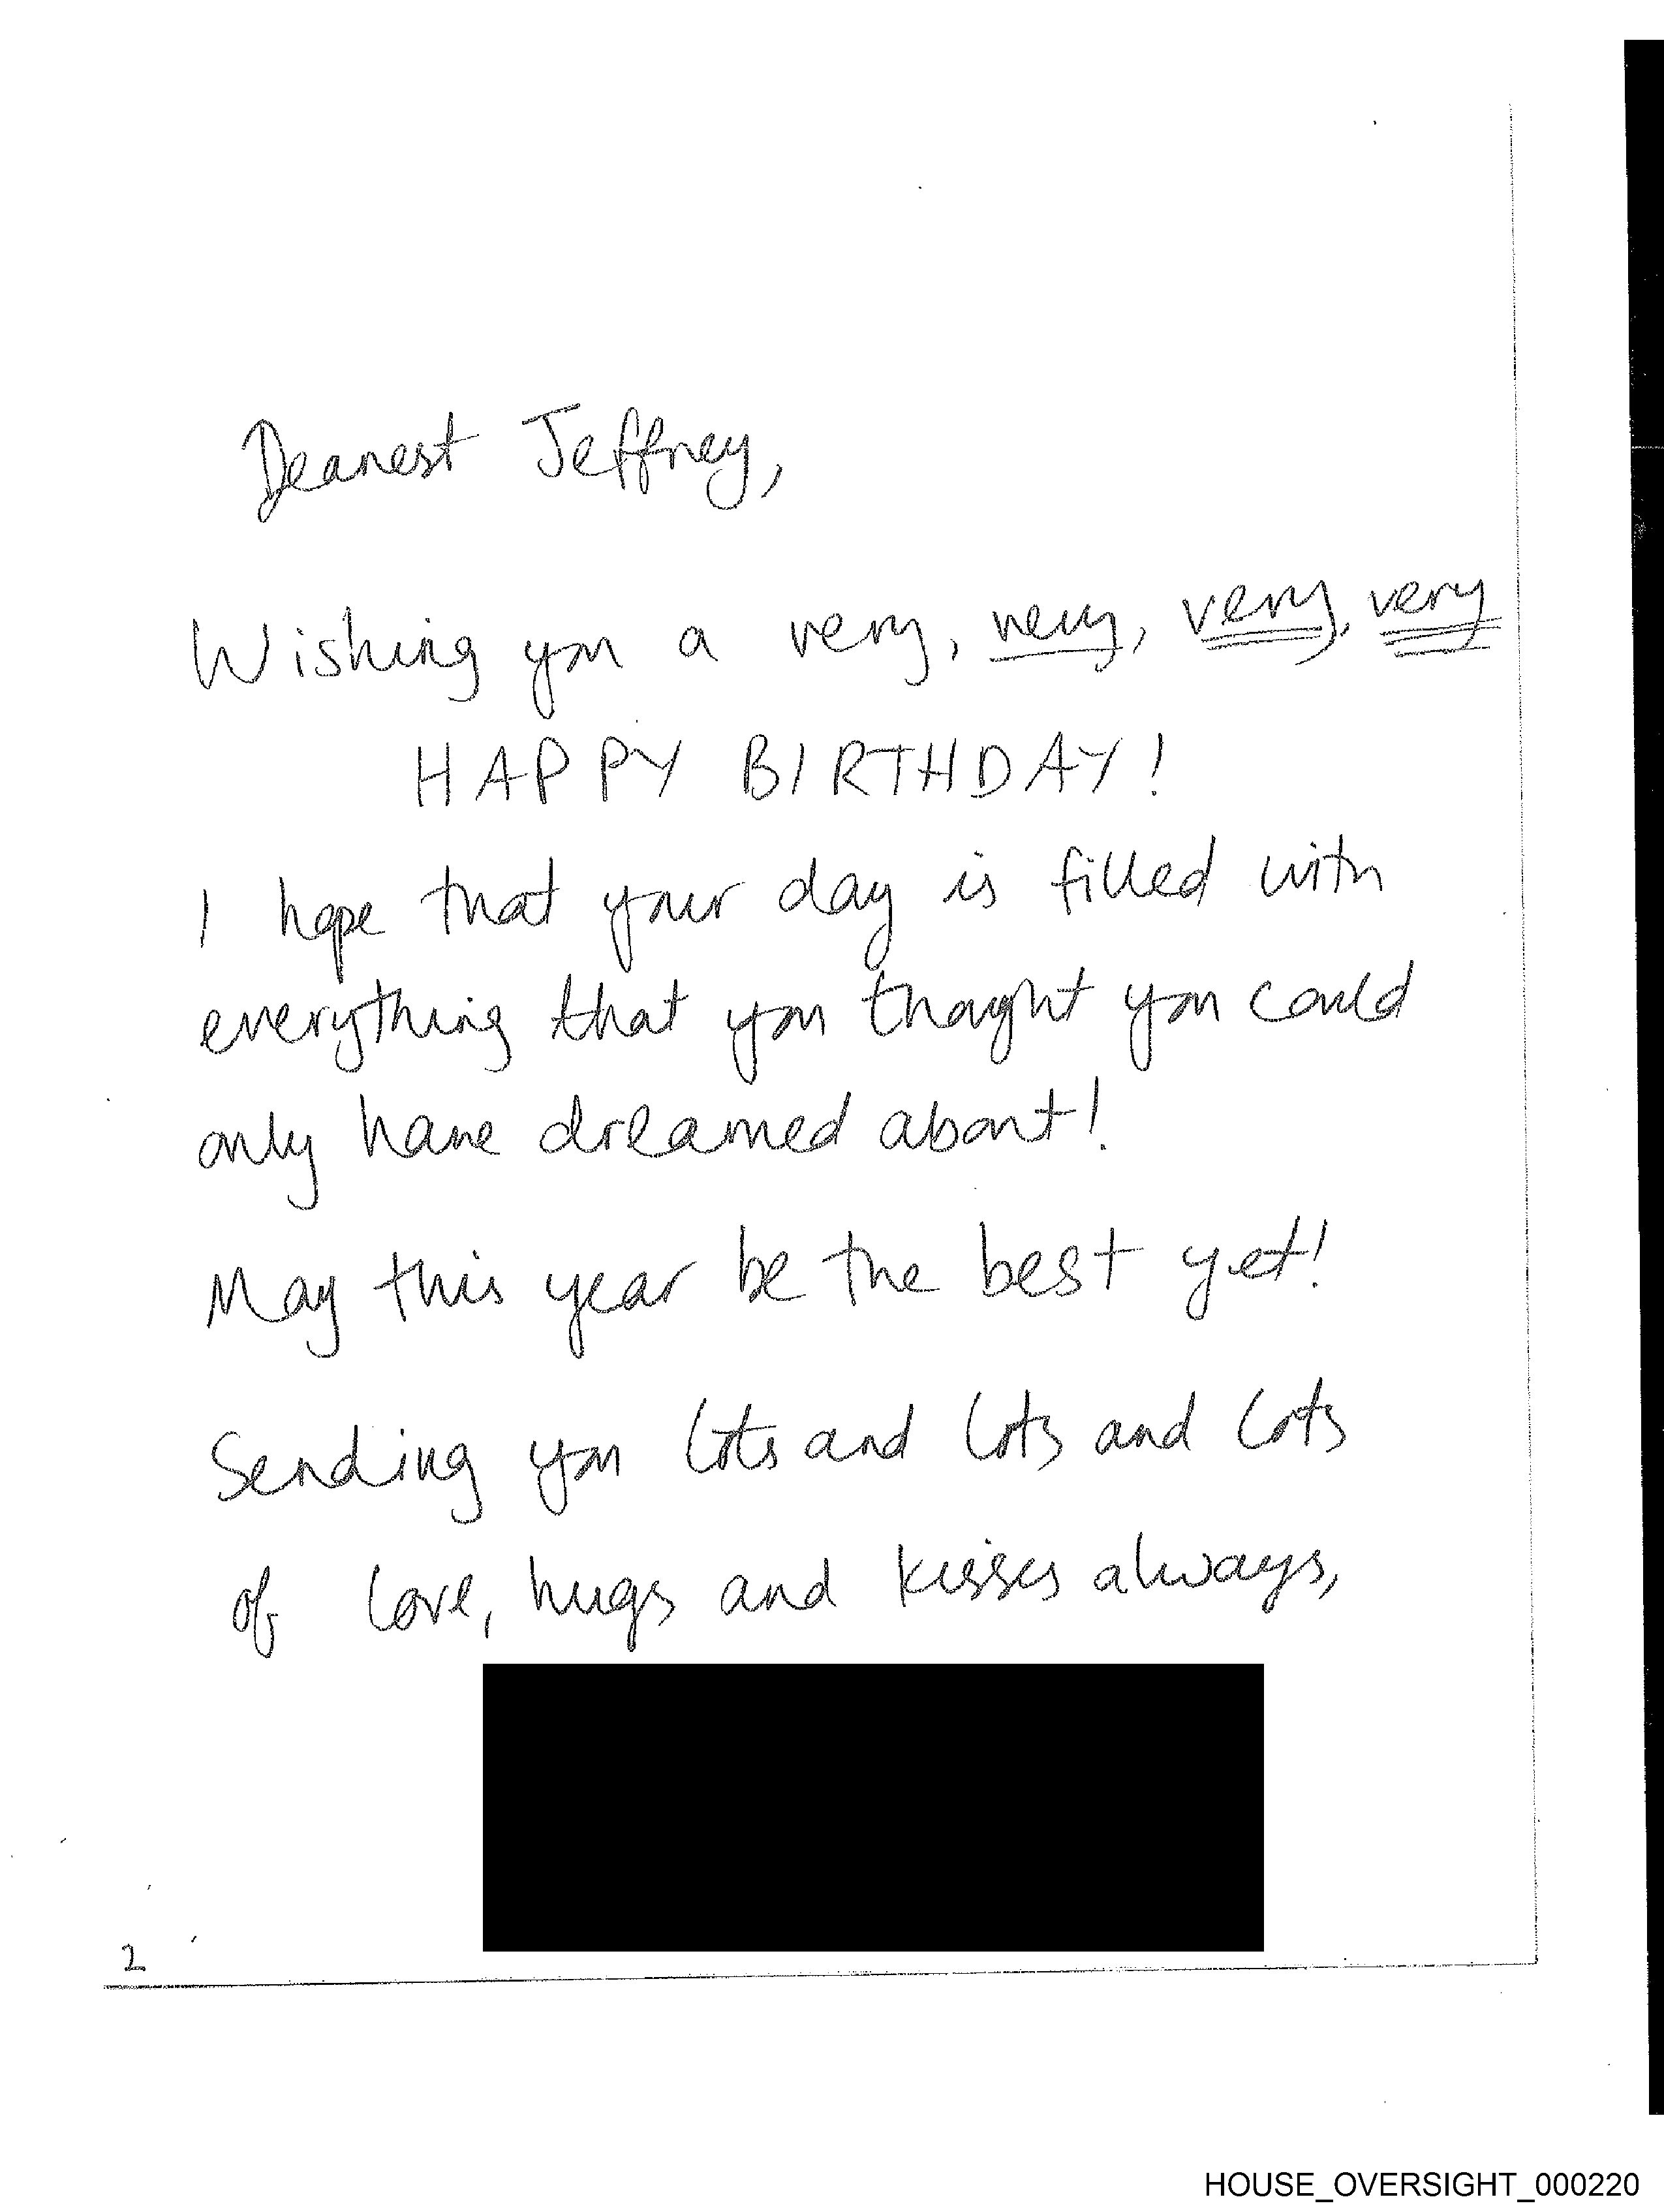 Dearest Jeffrey,
Wishing you a very, very, very, very
HAPPY BIRTHDAY!
I hope that your day is filled with
everything that you thought you could
only have dreamed about!
May this year be the best yet!
Sending you lots and lots and lots
of love, hugs and kisses always,
2
HOUSE_OVERSIGHT_000220